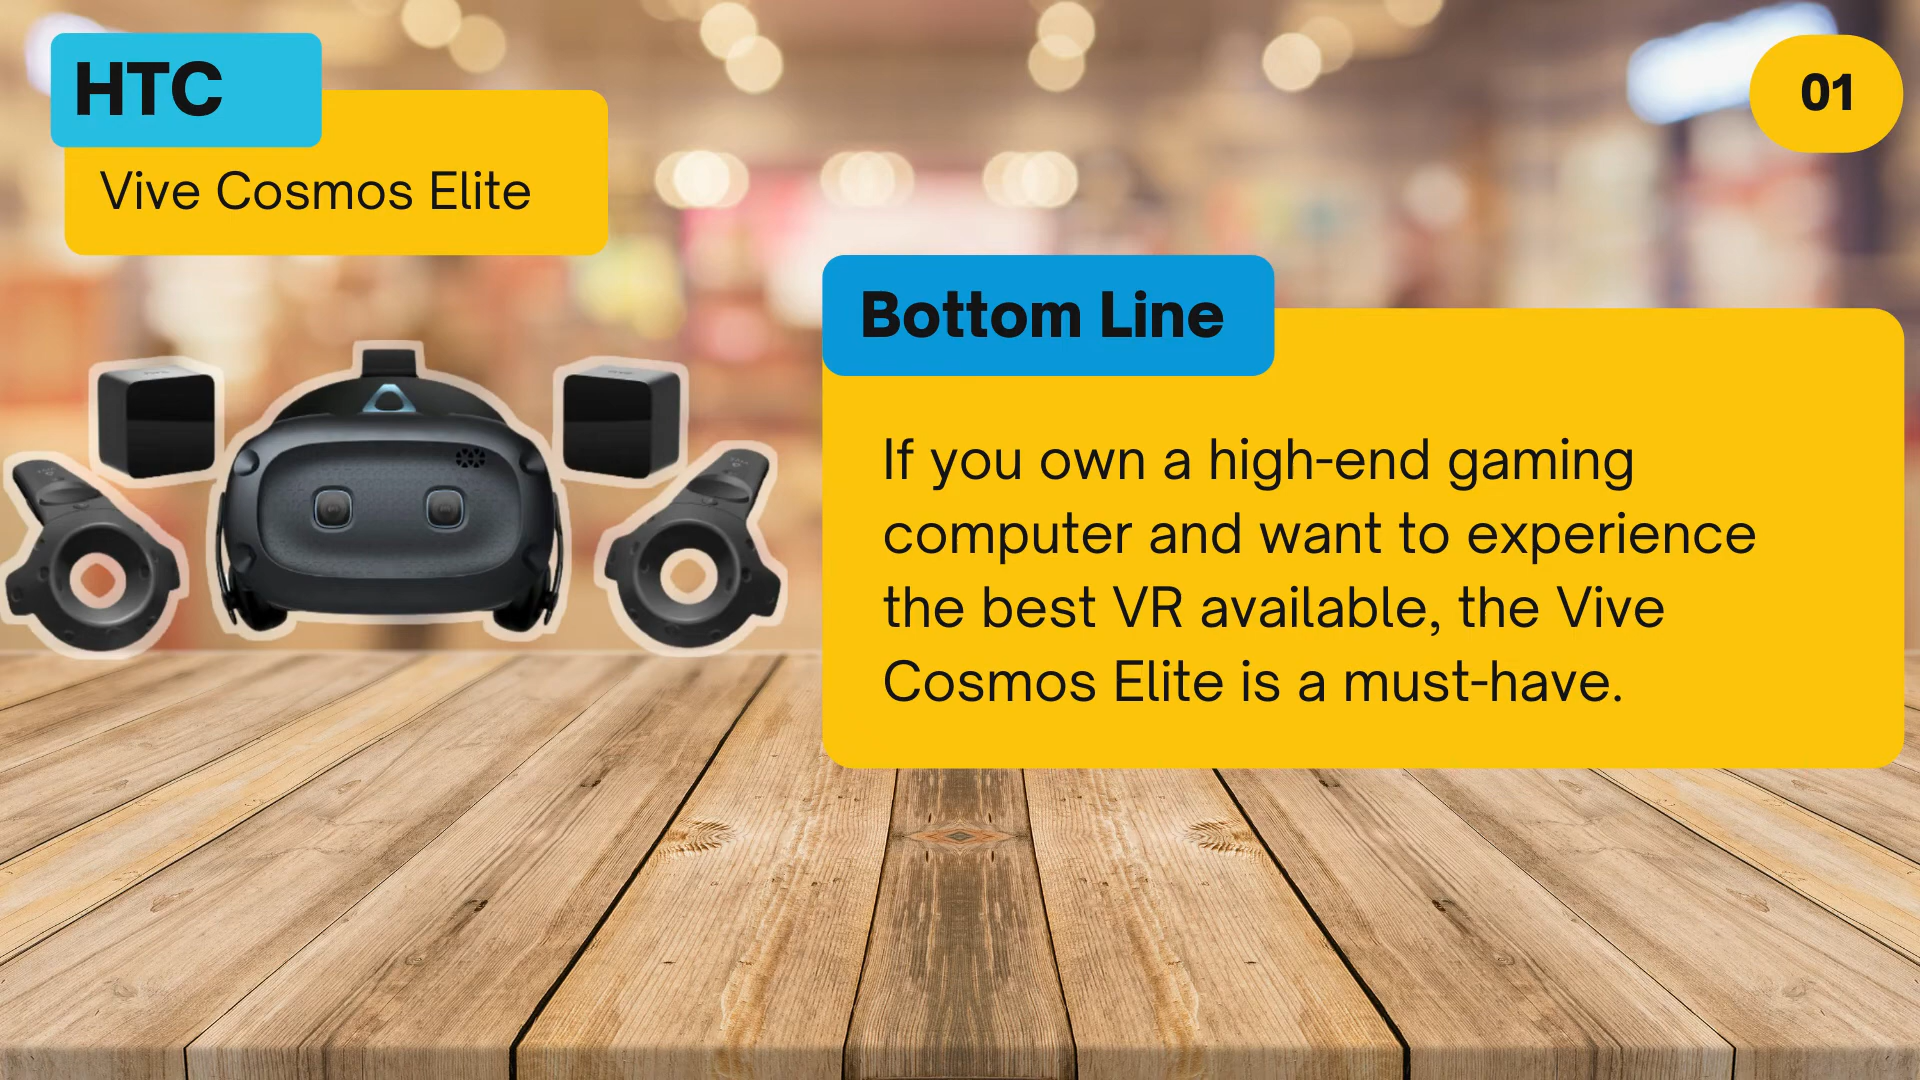 HTC
Vive Cosmos Elite
01
Bottom Line
If you own a high-end gaming
computer and want to experience
the best VR available, the Vive
Cosmos Elite is a must-have.